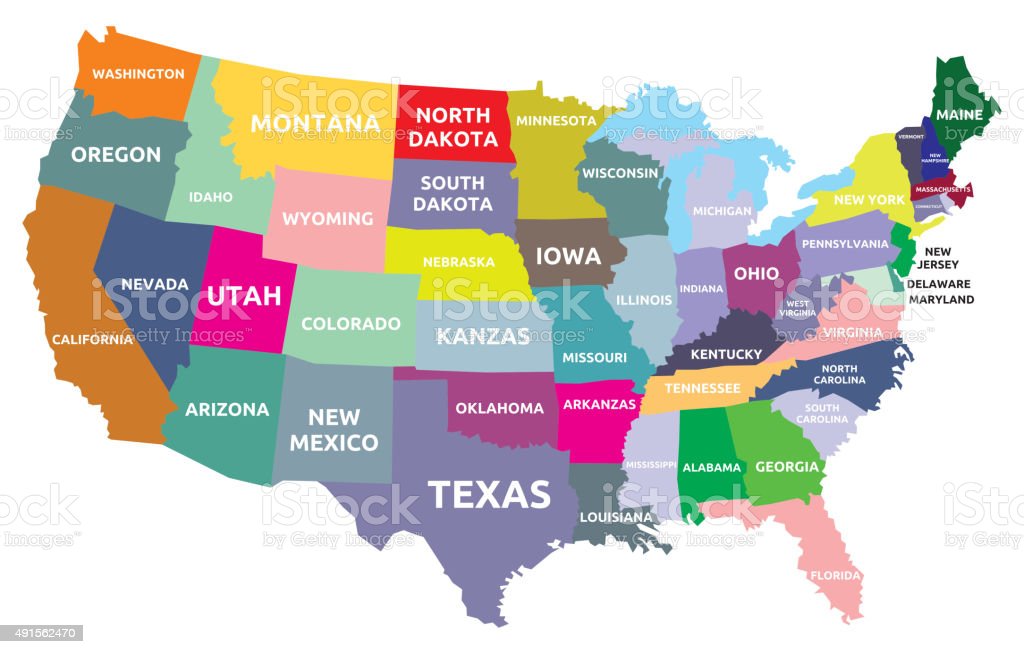 WASHINGTON
MONTANA
NORTH
DAKOTA
MINNESOTA
MAINE
VERMONT
NEW
HAMPSHIRE
OREGON
IDAHO
WYOMING
SOUTH
DAKOTA
WISCONSIN
MICHIGAN
NEW YORK
MASSACHUSETTS
CONNECTICUT
NEVADA
UTAH
NEBRASKA
IOWA
ILLINOIS
INDIANA
OHIO
PENNSYLVANIA
NEW
JERSEY
DELAWARE
MARYLAND
CALIFORNIA
COLORADO
KANZAS
MISSOURI
KENTUCKY
WEST
VIRGINIA
VIRGINIA
ARIZONA
NEW
MEXICO
OKLAHOMA
ARKANZAS
TENNESSEE
NORTH
CAROLINA
SOUTH
CAROLINA
TEXAS
LOUISIANA
MISSISSIPPI
ALABAMA
GEORGIA
FLORIDA
iStock
by Getty Images™
491562470